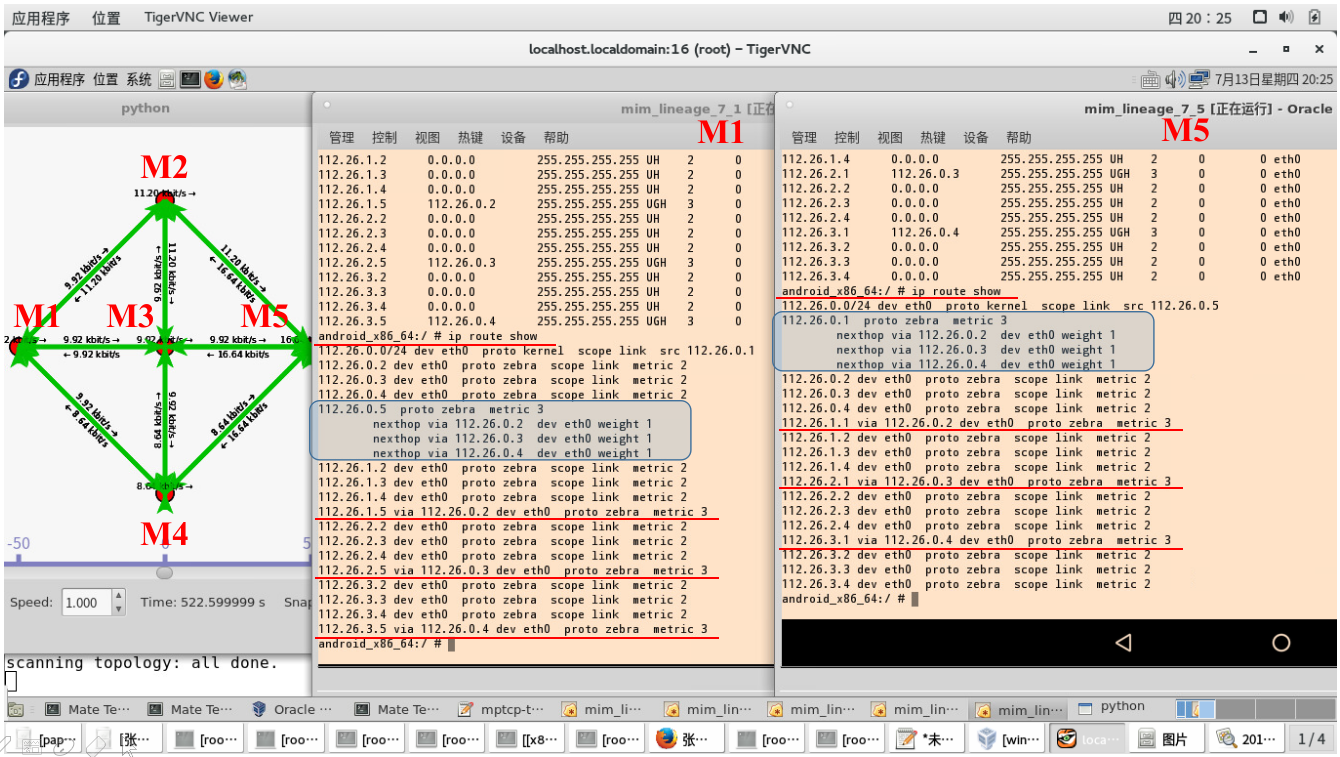 应用程序 位置 TigerVNC Viewer 四 20：25
localhost.localdomain:16 (root) – TigerVNC
应用程序 位置 系统 7月13日星期四 20:25
python
M2
11.20 kbit/s →
9.92 kbit/s →
← 11.20 kbit/s
11.20 kbit/s →
9.92 kbit/s →
11.20 kbit/s →
← 16.64 kbit/s
M1 M3 M5
9.92 kbit/s →
← 9.92 kbit/s
9.92 kbit/s →
← 16.64 kbit/s
9.92 kbit/s →
← 8.64 kbit/s
9.92 kbit/s →
8.64 kbit/s →
8.64 kbit/s →
← 16.64 kbit/s
M4
-50
Speed: 1.000 Time: 522.599999 s Snap
scanning topology: all done.
mim_lineage_7_1 [正在
M1
管理 控制 视图 热键 设备 帮助
112.26.1.2 0.0.0.0 255.255.255.255 UH 2 0
112.26.1.3 0.0.0.0 255.255.255.255 UH 2 0
112.26.1.4 0.0.0.0 255.255.255.255 UH 2 0
112.26.1.5 112.26.0.2 255.255.255.255 UGH 3 0
112.26.2.2 0.0.0.0 255.255.255.255 UH 2 0
112.26.2.3 0.0.0.0 255.255.255.255 UH 2 0
112.26.2.4 0.0.0.0 255.255.255.255 UH 2 0
112.26.2.5 112.26.0.3 255.255.255.255 UGH 3 0
112.26.3.2 0.0.0.0 255.255.255.255 UH 2 0
112.26.3.3 0.0.0.0 255.255.255.255 UH 2 0
112.26.3.4 0.0.0.0 255.255.255.255 UH 2 0
112.26.3.5 112.26.0.4 255.255.255.255 UGH 3 0
android_x86_64:/ # ip route show
112.26.0.0/24 dev eth0 proto kernel scope link src 112.26.0.1
112.26.0.2 dev eth0 proto zebra scope link metric 2
112.26.0.3 dev eth0 proto zebra scope link metric 2
112.26.0.4 dev eth0 proto zebra scope link metric 2
112.26.0.5 proto zebra metric 3
nexthop via 112.26.0.2 dev eth0 weight 1
nexthop via 112.26.0.3 dev eth0 weight 1
nexthop via 112.26.0.4 dev eth0 weight 1
112.26.1.2 dev eth0 proto zebra scope link metric 2
112.26.1.3 dev eth0 proto zebra scope link metric 2
112.26.1.4 dev eth0 proto zebra scope link metric 2
112.26.1.5 via 112.26.0.2 dev eth0 proto zebra metric 3
112.26.2.2 dev eth0 proto zebra scope link metric 2
112.26.2.3 dev eth0 proto zebra scope link metric 2
112.26.2.4 dev eth0 proto zebra scope link metric 2
112.26.2.5 via 112.26.0.3 dev eth0 proto zebra metric 3
112.26.3.2 dev eth0 proto zebra scope link metric 2
112.26.3.3 dev eth0 proto zebra scope link metric 2
112.26.3.4 dev eth0 proto zebra scope link metric 2
112.26.3.5 via 112.26.0.4 dev eth0 proto zebra metric 3
android_x86_64:/ #
mim_lineage_7_5 [正在运行] - Oracle
M5
管理 控制 视图 热键 设备 帮助
112.26.1.4 0.0.0.0 255.255.255.255 UH 2 0 0 eth0
112.26.2.1 112.26.0.3 255.255.255.255 UGH 3 0 0 eth0
112.26.2.2 0.0.0.0 255.255.255.255 UH 2 0 0 eth0
112.26.2.3 0.0.0.0 255.255.255.255 UH 2 0 0 eth0
112.26.2.4 0.0.0.0 255.255.255.255 UH 2 0 0 eth0
112.26.3.1 112.26.0.4 255.255.255.255 UGH 3 0 0 eth0
112.26.3.2 0.0.0.0 255.255.255.255 UH 2 0 0 eth0
112.26.3.3 0.0.0.0 255.255.255.255 UH 2 0 0 eth0
112.26.3.4 0.0.0.0 255.255.255.255 UH 2 0 0 eth0
android_x86_64:/ # ip route show
112.26.0.0/24 dev eth0 proto kernel scope link src 112.26.0.5
112.26.0.1 proto zebra metric 3
nexthop via 112.26.0.2 dev eth0 weight 1
nexthop via 112.26.0.3 dev eth0 weight 1
nexthop via 112.26.0.4 dev eth0 weight 1
112.26.0.2 dev eth0 proto zebra scope link metric 2
112.26.0.3 dev eth0 proto zebra scope link metric 2
112.26.0.4 dev eth0 proto zebra scope link metric 2
112.26.1.1 via 112.26.0.2 dev eth0 proto zebra metric 3
112.26.1.2 dev eth0 proto zebra scope link metric 2
112.26.1.3 dev eth0 proto zebra scope link metric 2
112.26.1.4 dev eth0 proto zebra scope link metric 2
112.26.2.1 via 112.26.0.3 dev eth0 proto zebra metric 3
112.26.2.2 dev eth0 proto zebra scope link metric 2
112.26.2.3 dev eth0 proto zebra scope link metric 2
112.26.2.4 dev eth0 proto zebra scope link metric 2
112.26.3.1 via 112.26.0.4 dev eth0 proto zebra metric 3
112.26.3.2 dev eth0 proto zebra scope link metric 2
112.26.3.3 dev eth0 proto zebra scope link metric 2
112.26.3.4 dev eth0 proto zebra scope link metric 2
android_x86_64:/ #
Mate Te… Mate Te… Oracle … Mate Te… mptcp-t… mim_li… mim_lin… mim_lin… mim_lin… mim_lin… python
[pap… [张… [roo… [roo… [roo… [roo… [[x8… [roo… 张… [roo… [roo… *未… [win… loca… 图片 201… 1 / 4